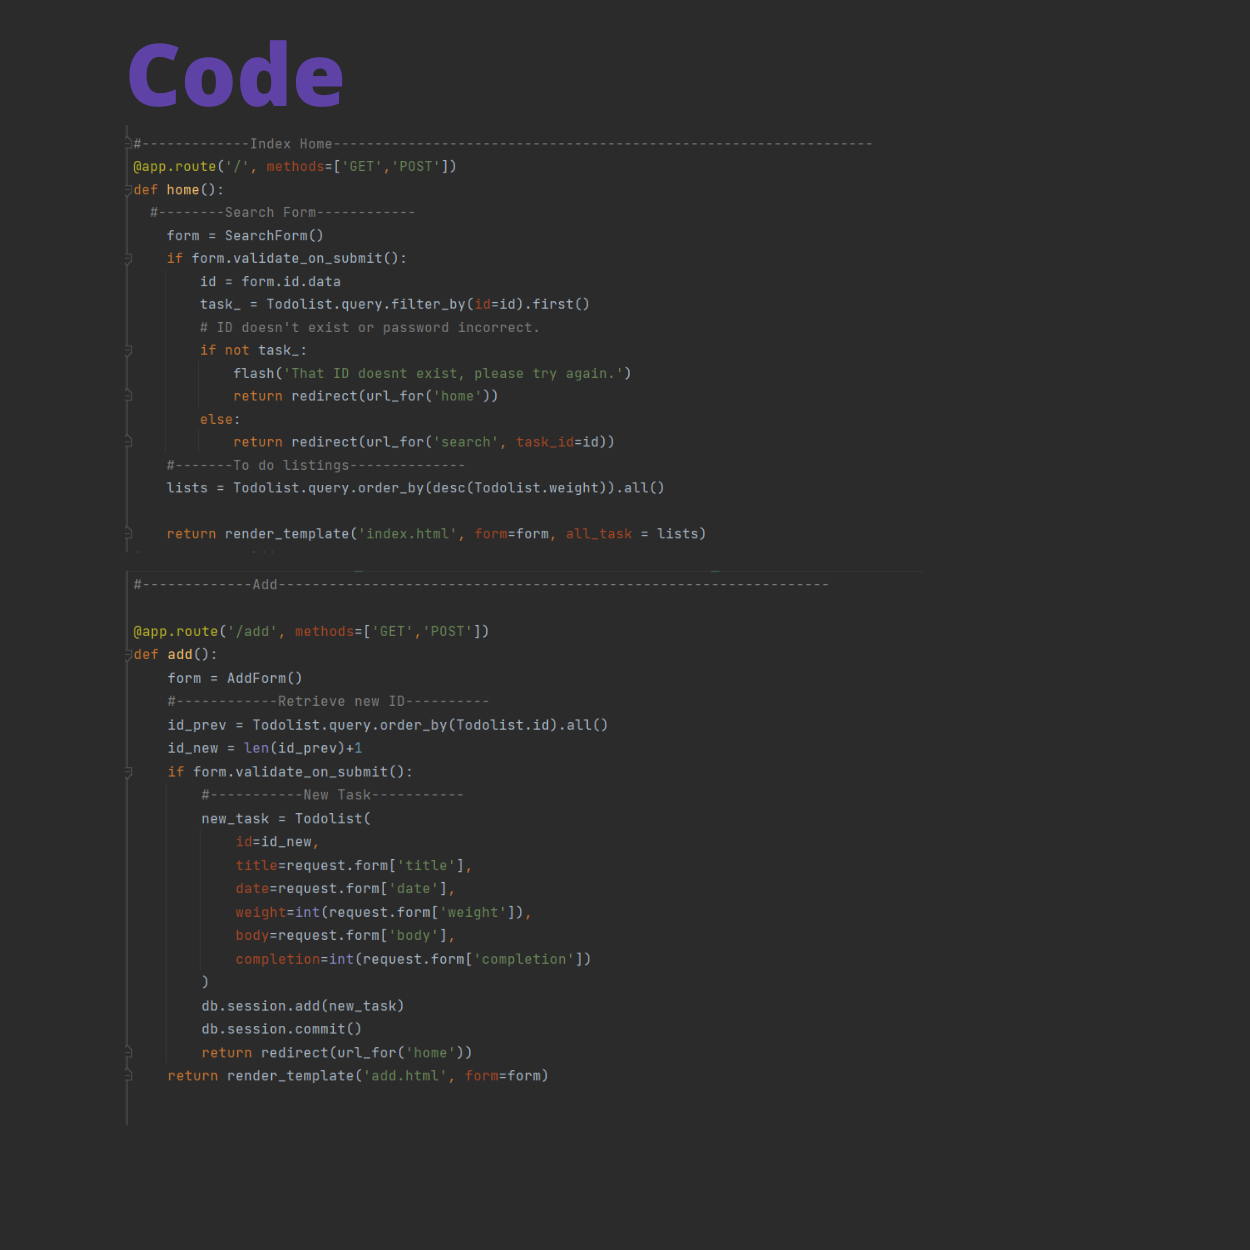 Code
#-------------Index Home-----------------------------------------------------------------
@app.route('/', methods=['GET','POST'])
def home():
  #--------Search Form------------
    form = SearchForm()
    if form.validate_on_submit():
        id = form.id.data
        task_ = Todolist.query.filter_by(id=id).first()
        # ID doesn't exist or password incorrect.
        if not task_:
            flash('That ID doesnt exist, please try again.')
            return redirect(url_for('home'))
        else:
            return redirect(url_for('search', task_id=id))
    #-------To do listings--------------
    lists = Todolist.query.order_by(desc(Todolist.weight)).all()
    return render_template('index.html', form=form, all_task = lists)
#-------------Add-----------------------------------------------------------------
@app.route('/add', methods=['GET','POST'])
def add():
    form = AddForm()
    #------------Retrieve new ID----------
    id_prev = Todolist.query.order_by(Todolist.id).all()
    id_new = len(id_prev)+1
    if form.validate_on_submit():
        #-----------New Task-----------
        new_task = Todolist(
            id=id_new,
            title=request.form['title'],
            date=request.form['date'],
            weight=int(request.form['weight']),
            body=request.form['body'],
            completion=int(request.form['completion'])
        )
        db.session.add(new_task)
        db.session.commit()
        return redirect(url_for('home'))
    return render_template('add.html', form=form)